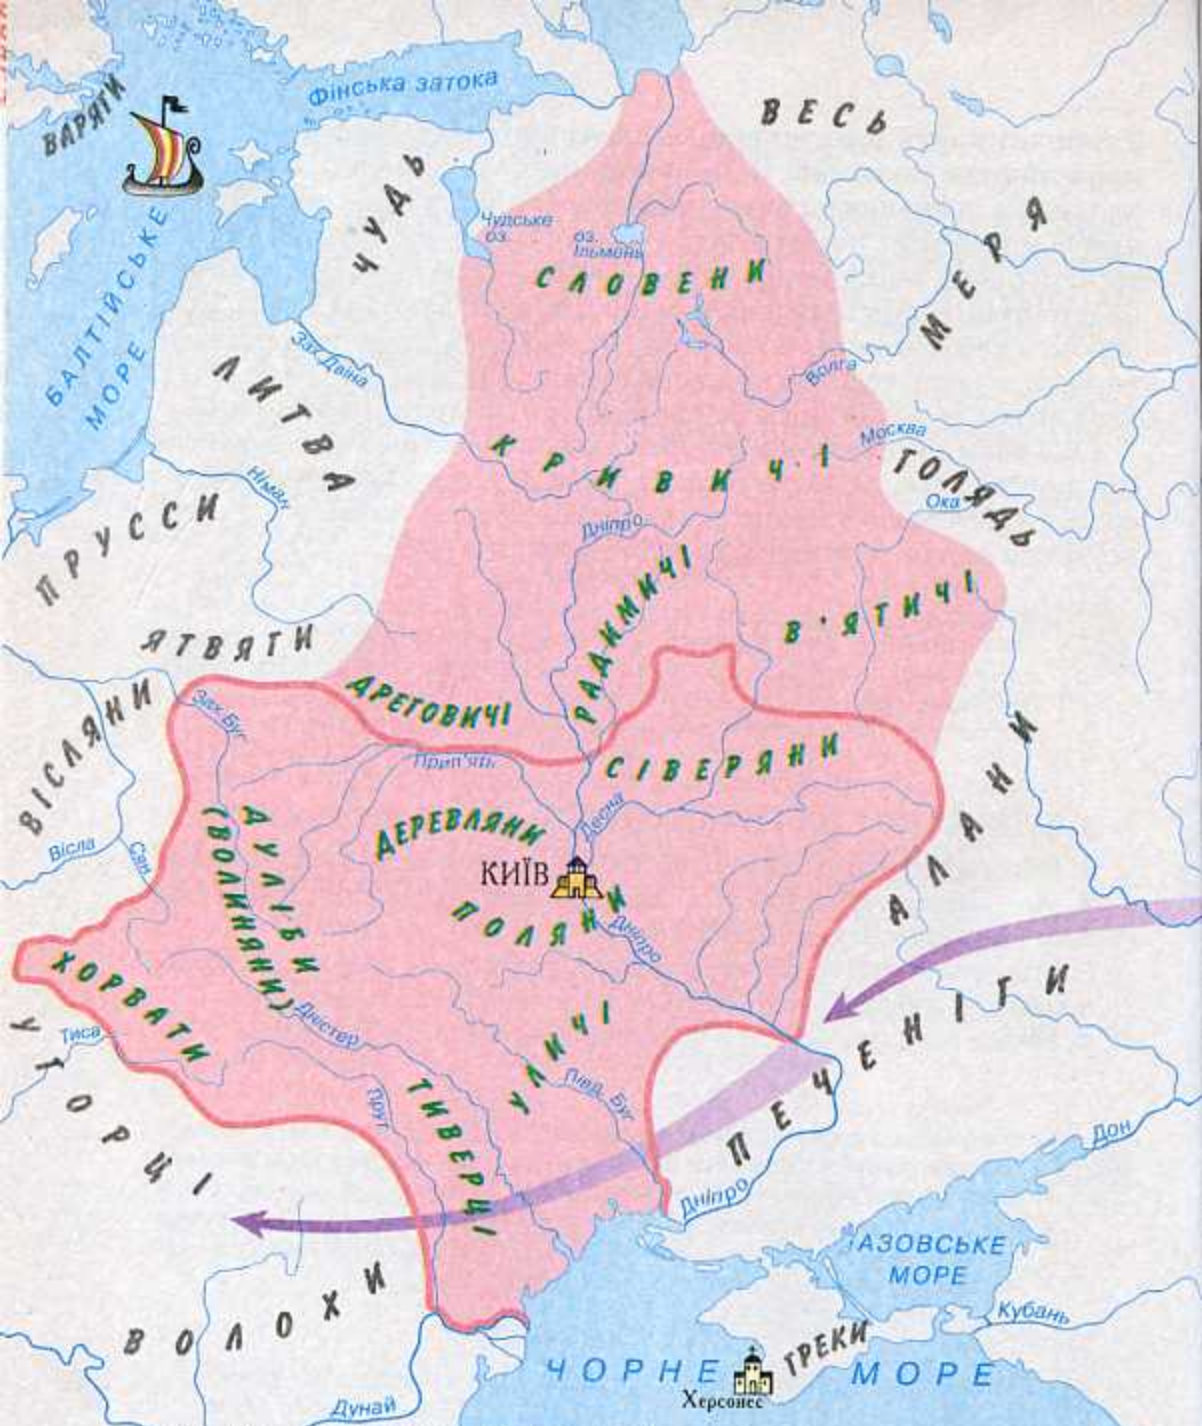 ВАРЯГИ
Фінська затока
ВЕСЬ
ЧУДЬ
Чудське
оз.
оз.
Ільмень
СЛОВЕНИ
МЕРЯ
БАЛТІЙСЬКЕ
МОРЕ
Зах.Двіна
ЛИТВА
Волга
КРИВИЧІ
Москва
ГОЛЯДЬ
Ока
Німан
ПРУССИ
Дніпро
РАДИМИЧІ
В'ЯТИЧІ
ЯТВЯГИ
ДРЕГОВИЧІ
ВІСЛЯНИ
Зах.Буг
Прип'ять
СІВЕРЯНИ
АЛАНИ
ДУЛІБИ
(ВОЛИНЯНИ)
ДЕРЕВЛЯНИ
Десна
Вісла
Сян
КИЇВ
ПОЛЯНИ
Дніпро
ХОРВАТИ
Дністер
УЛИЧІ
ПЕЧЕНІГИ
Тиса
УГОРЦІ
Прут
ТИВЕРЦІ
Півд. Буг
Дон
Дніпро
АЗОВСЬКЕ
МОРЕ
ВОЛОХИ
Кубань
ГРЕКИ
ЧОРНЕ МОРЕ
Херсонес
Дунай